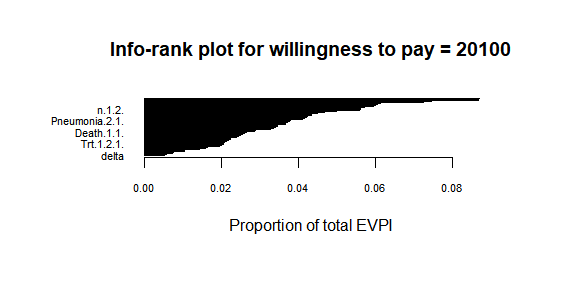 Info-rank plot for willingness to pay = 20100
n.1.2.
Pneumonia.2.1.
Death.1.1.
Trt.1.2.1.
delta
0.00 0.02 0.04 0.06 0.08
Proportion of total EVPI